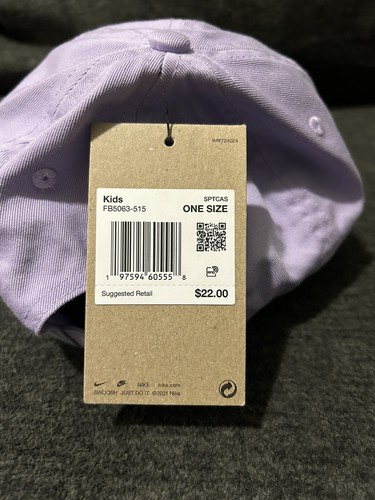 Kids
SPTCAS
FB5063-515
ONE SIZE
1 97594 60555 8
Suggested Retail
$22.00
NIKE nike.com
SWOOSH JUST DO IT ©2021 Nike